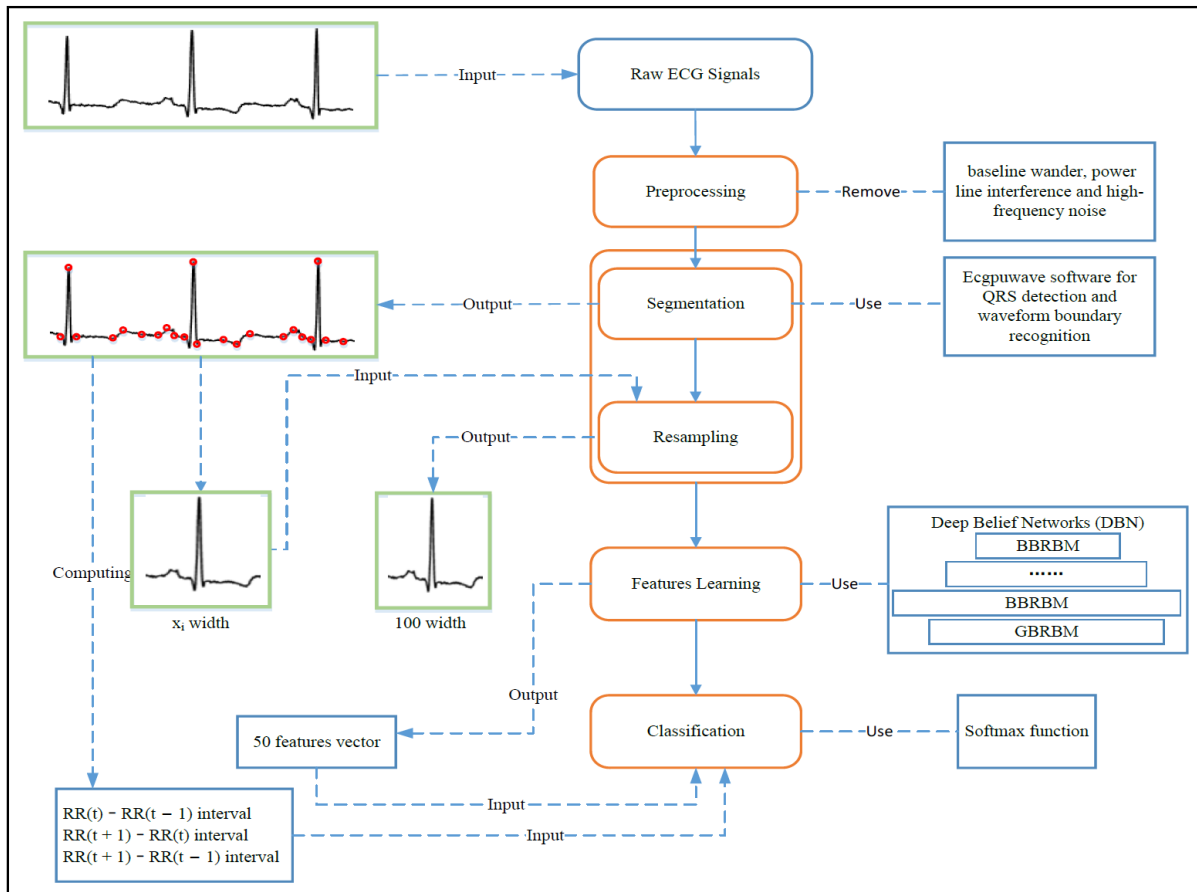 Input
Raw ECG Signals
Preprocessing
Remove
baseline wander, power
line interference and high-
frequency noise
Output
Segmentation
Use
Ecgpuwave software for
QRS detection and
waveform boundary
recognition
Input
Output
Resampling
Computing
xi width
100 width
Features Learning
Use
Deep Belief Networks (DBN)
BBRBM
......
BBRBM
GBRBM
Output
50 features vector
Classification
Use
Softmax function
Input
RR(t) − RR(t − 1) interval
RR(t + 1) − RR(t) interval
RR(t + 1) − RR(t − 1) interval
Input